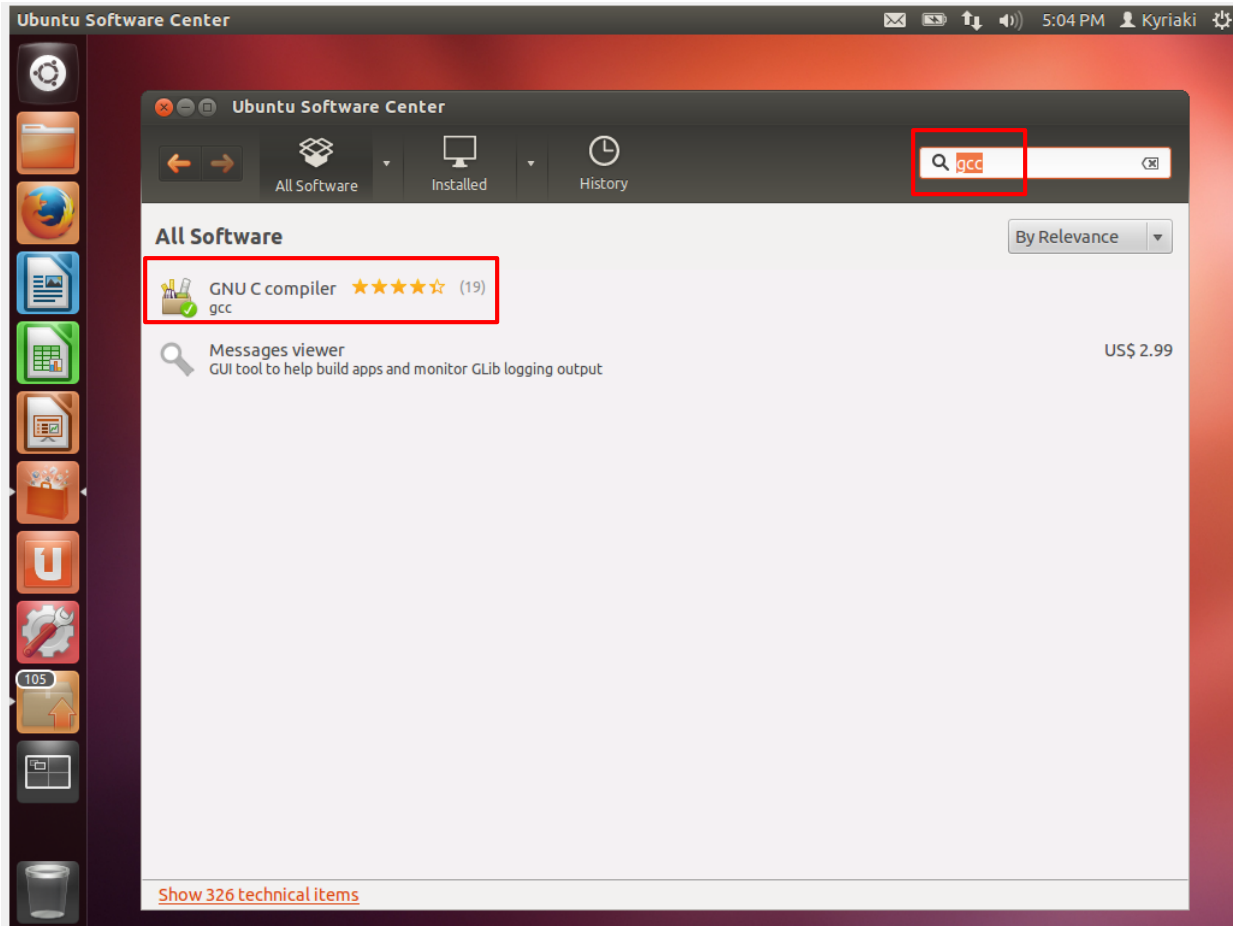 Ubuntu Software Center
5:04 PM Kyriaki
Ubuntu Software Center
All Software
Installed
History
gcc
All Software
By Relevance
GNU C compiler (19)
gcc
Messages viewer US$ 2.99
GUI tool to help build apps and monitor GLib logging output
105
Show 326 technical items